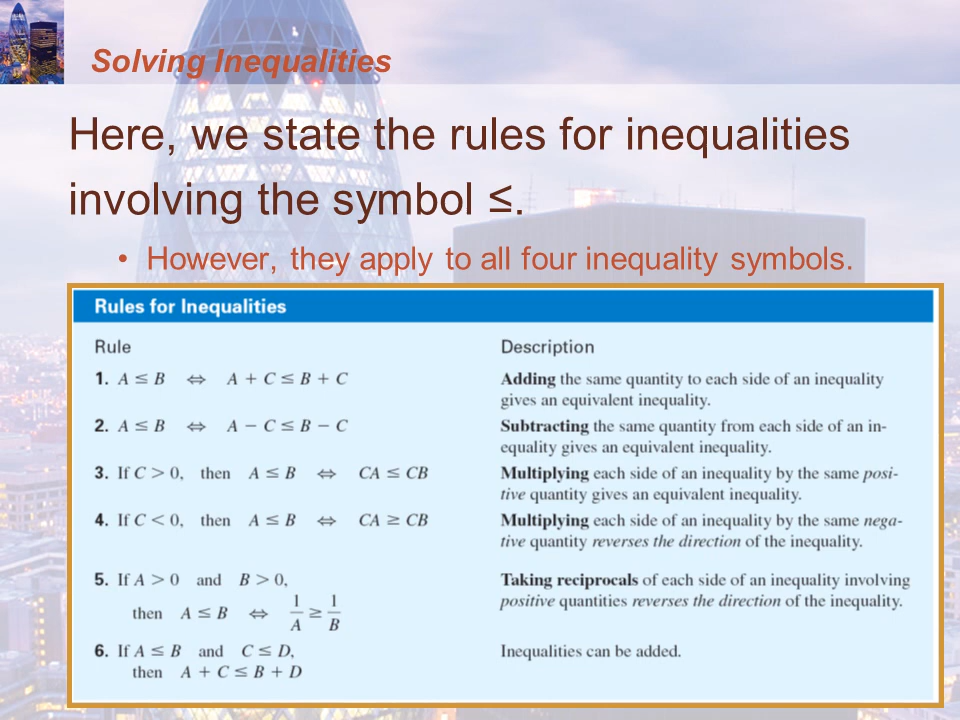 Solving Inequalities
Here, we state the rules for inequalities
involving the symbol ≤.
• However, they apply to all four inequality symbols.
Rules for Inequalities
Rule Description
1. A ≤ B ⇔ A + C ≤ B + C Adding the same quantity to each side of an inequality
gives an equivalent inequality.
2. A ≤ B ⇔ A − C ≤ B − C Subtracting the same quantity from each side of an in-
equality gives an equivalent inequality.
3. If C > 0, then A ≤ B ⇔ CA ≤ CB Multiplying each side of an inequality by the same posi-
tive quantity gives an equivalent inequality.
4. If C < 0, then A ≤ B ⇔ CA ≥ CB Multiplying each side of an inequality by the same nega-
tive quantity reverses the direction of the inequality.
5. If A > 0 and B > 0, Taking reciprocals of each side of an inequality involving
then A ≤ B ⇔ 1/A ≥ 1/B positive quantities reverses the direction of the inequality.
6. If A ≤ B and C ≤ D, Inequalities can be added.
then A + C ≤ B + D